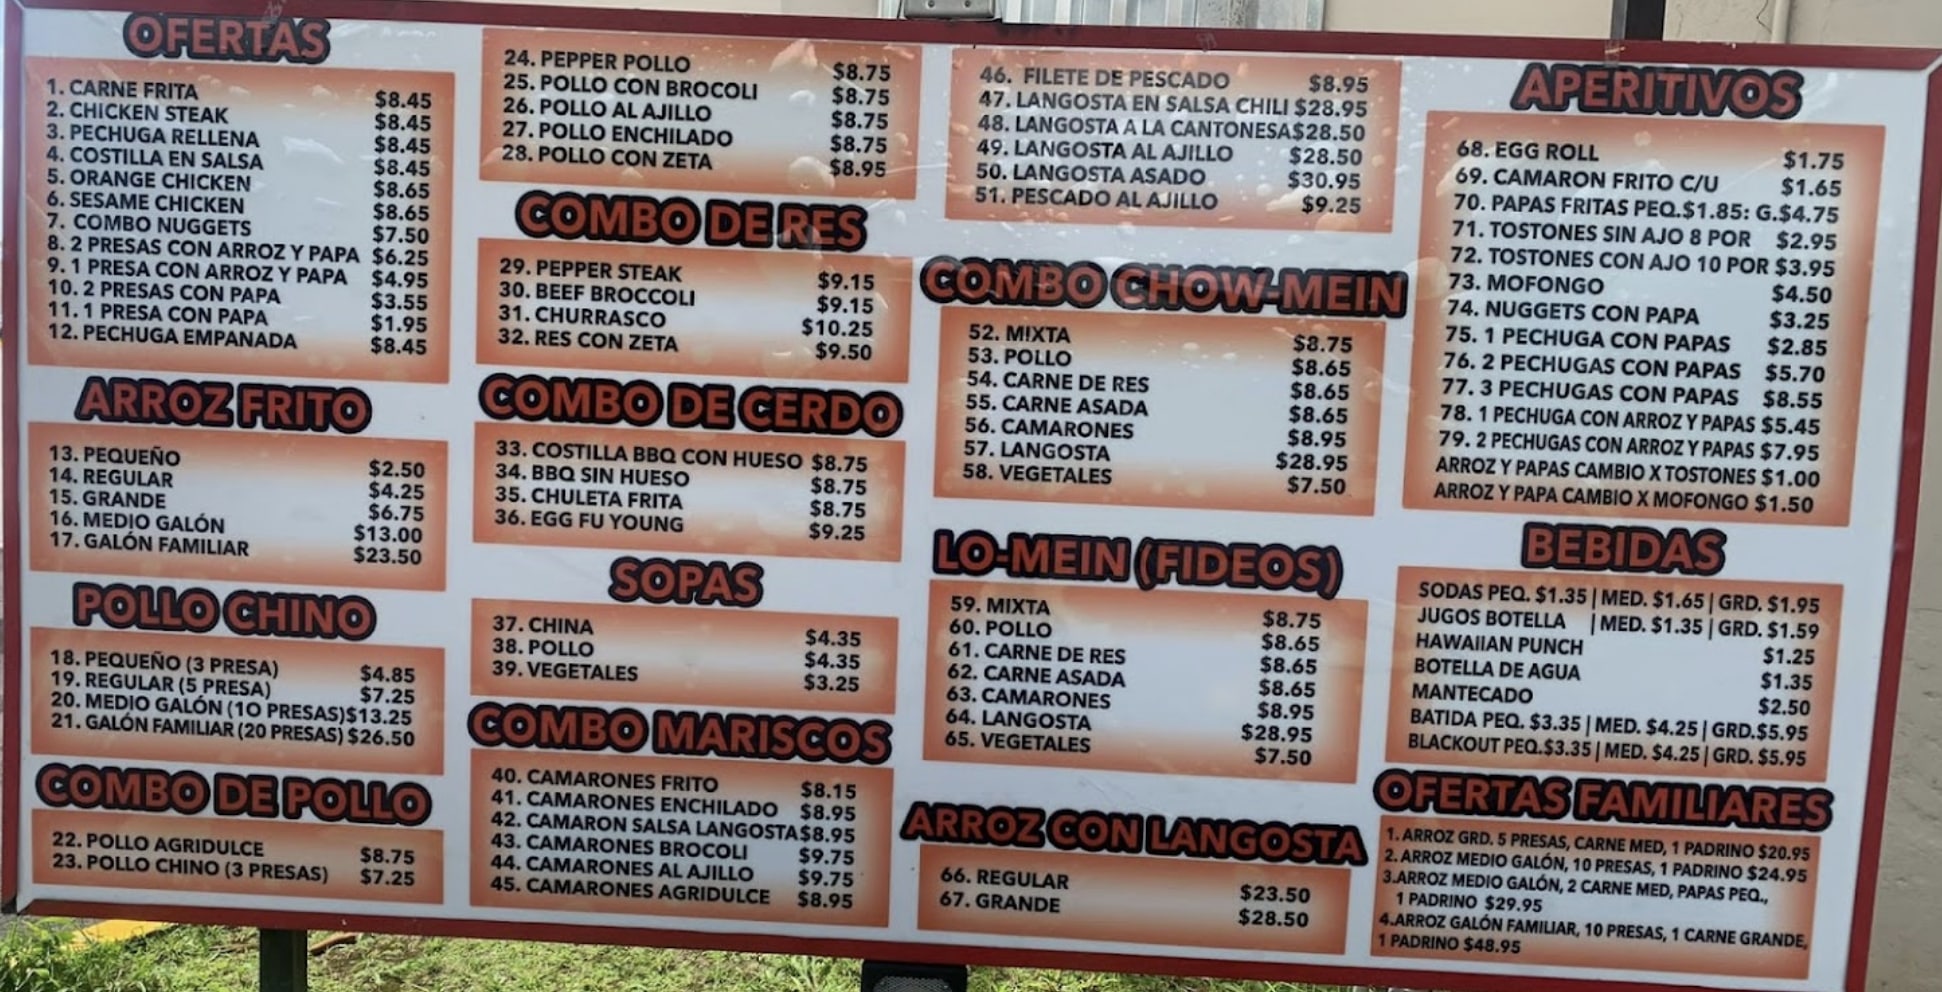 OFERTAS
1. CARNE FRITA $8.45
2. CHICKEN STEAK $8.45
3. PECHUGA RELLENA $8.45
4. COSTILLA EN SALSA $8.45
5. ORANGE CHICKEN $8.65
6. SESAME CHICKEN $8.65
7. COMBO NUGGETS $7.50
8. 2 PRESAS CON ARROZ Y PAPA $6.25
9. 1 PRESA CON ARROZ Y PAPA $4.95
10. 2 PRESAS CON PAPA $3.55
11. 1 PRESA CON PAPA $1.95
12. PECHUGA EMPANADA $8.45
ARROZ FRITO
13. PEQUEÑO $2.50
14. REGULAR $4.25
15. GRANDE $6.75
16. MEDIO GALÓN $13.00
17. GALÓN FAMILIAR $23.50
POLLO CHINO
18. PEQUEÑO (3 PRESA) $4.85
19. REGULAR (5 PRESA) $7.25
20. MEDIO GALÓN (1O PRESAS) $13.25
21. GALÓN FAMILIAR (20 PRESAS) $26.50
COMBO DE POLLO
22. POLLO AGRIDULCE $8.75
23. POLLO CHINO (3 PRESAS) $7.25
24. PEPPER POLLO $8.75
25. POLLO CON BROCOLI $8.75
26. POLLO AL AJILLO $8.75
27. POLLO ENCHILADO $8.75
28. POLLO CON ZETA $8.95
COMBO DE RES
29. PEPPER STEAK $9.15
30. BEEF BROCCOLI $9.15
31. CHURRASCO $10.25
32. RES CON ZETA $9.50
COMBO DE CERDO
33. COSTILLA BBQ CON HUESO $8.75
34. BBQ SIN HUESO $8.75
35. CHULETA FRITA $8.75
36. EGG FU YOUNG $9.25
SOPAS
37. CHINA $4.35
38. POLLO $4.35
39. VEGETALES $3.25
COMBO MARISCOS
40. CAMARONES FRITO $8.15
41. CAMARONES ENCHILADO $8.95
42. CAMARON SALSA LANGOSTA $8.95
43. CAMARONES BROCOLI $9.75
44. CAMARONES AL AJILLO $9.75
45. CAMARONES AGRIDULCE $8.95
46. FILETE DE PESCADO $8.95
47. LANGOSTA EN SALSA CHILI $28.95
48. LANGOSTA A LA CANTONESA $28.50
49. LANGOSTA AL AJILLO $28.50
50. LANGOSTA ASADO $30.95
51. PESCADO AL AJILLO $9.25
COMBO CHOW-MEIN
52. MIXTA $8.75
53. POLLO $8.65
54. CARNE DE RES $8.65
55. CARNE ASADA $8.65
56. CAMARONES $8.95
57. LANGOSTA $28.95
58. VEGETALES $7.50
LO-MEIN (FIDEOS)
59. MIXTA $8.75
60. POLLO $8.65
61. CARNE DE RES $8.65
62. CARNE ASADA $8.65
63. CAMARONES $8.95
64. LANGOSTA $28.95
65. VEGETALES $7.50
ARROZ CON LANGOSTA
66. REGULAR $23.50
67. GRANDE $28.50
APERITIVOS
68. EGG ROLL $1.75
69. CAMARON FRITO C/U $1.65
70. PAPAS FRITAS PEQ.$1.85: G.$4.75
71. TOSTONES SIN AJO 8 POR $2.95
72. TOSTONES CON AJO 10 POR $3.95
73. MOFONGO $4.50
74. NUGGETS CON PAPA $3.25
75. 1 PECHUGA CON PAPAS $2.85
76. 2 PECHUGAS CON PAPAS $5.70
77. 3 PECHUGAS CON PAPAS $8.55
78. 1 PECHUGA CON ARROZ Y PAPAS $5.45
79. 2 PECHUGAS CON ARROZ Y PAPAS $7.95
ARROZ Y PAPAS CAMBIO X TOSTONES $1.00
ARROZ Y PAPA CAMBIO X MOFONGO $1.50
BEBIDAS
SODAS PEQ. $1.35 | MED. $1.65 | GRD. $1.95
JUGOS BOTELLA | MED. $1.35 | GRD. $1.59
HAWAIIAN PUNCH $1.25
BOTELLA DE AGUA $1.35
MANTECADO $2.50
BATIDA PEQ. $3.35 | MED. $4.25 | GRD.$5.95
BLACKOUT PEQ.$3.35 | MED. $4.25 | GRD. $5.95
OFERTAS FAMILIARES
1. ARROZ GRD. 5 PRESAS, CARNE MED, 1 PADRINO $20.95
2. ARROZ MEDIO GALÓN, 10 PRESAS, 1 PADRINO $24.95
3.ARROZ MEDIO GALÓN, 2 CARNE MED, PAPAS PEQ.,
1 PADRINO $29.95
4.ARROZ GALÓN FAMILIAR, 10 PRESAS, 1 CARNE GRANDE,
1 PADRINO $48.95